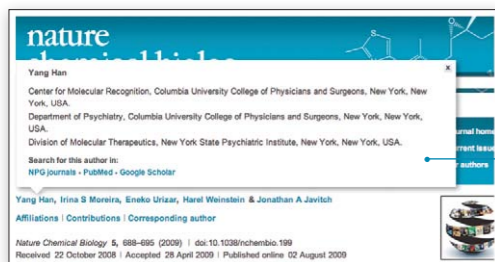 nature
chemical biolog
Yang Han
x
Center for Molecular Recognition, Columbia University College of Physicians and Surgeons, New York, New
York, USA.
Department of Psychiatry, Columbia University College of Physicians and Surgeons, New York, New York,
USA.
Division of Molecular Therapeutics, New York State Psychiatric Institute, New York, New York, USA.
Search for this author in:
NPG journals • PubMed • Google Scholar
urnal home
rrent issue
r authors
Yang Han, Irina S Moreira, Eneko Urizar, Harel Weinstein & Jonathan A Javitch
Affiliations | Contributions | Corresponding author
Nature Chemical Biology 5, 688–695 (2009) | doi:10.1038/nchembio.199
Received 22 October 2008 | Accepted 28 April 2009 | Published online 02 August 2009